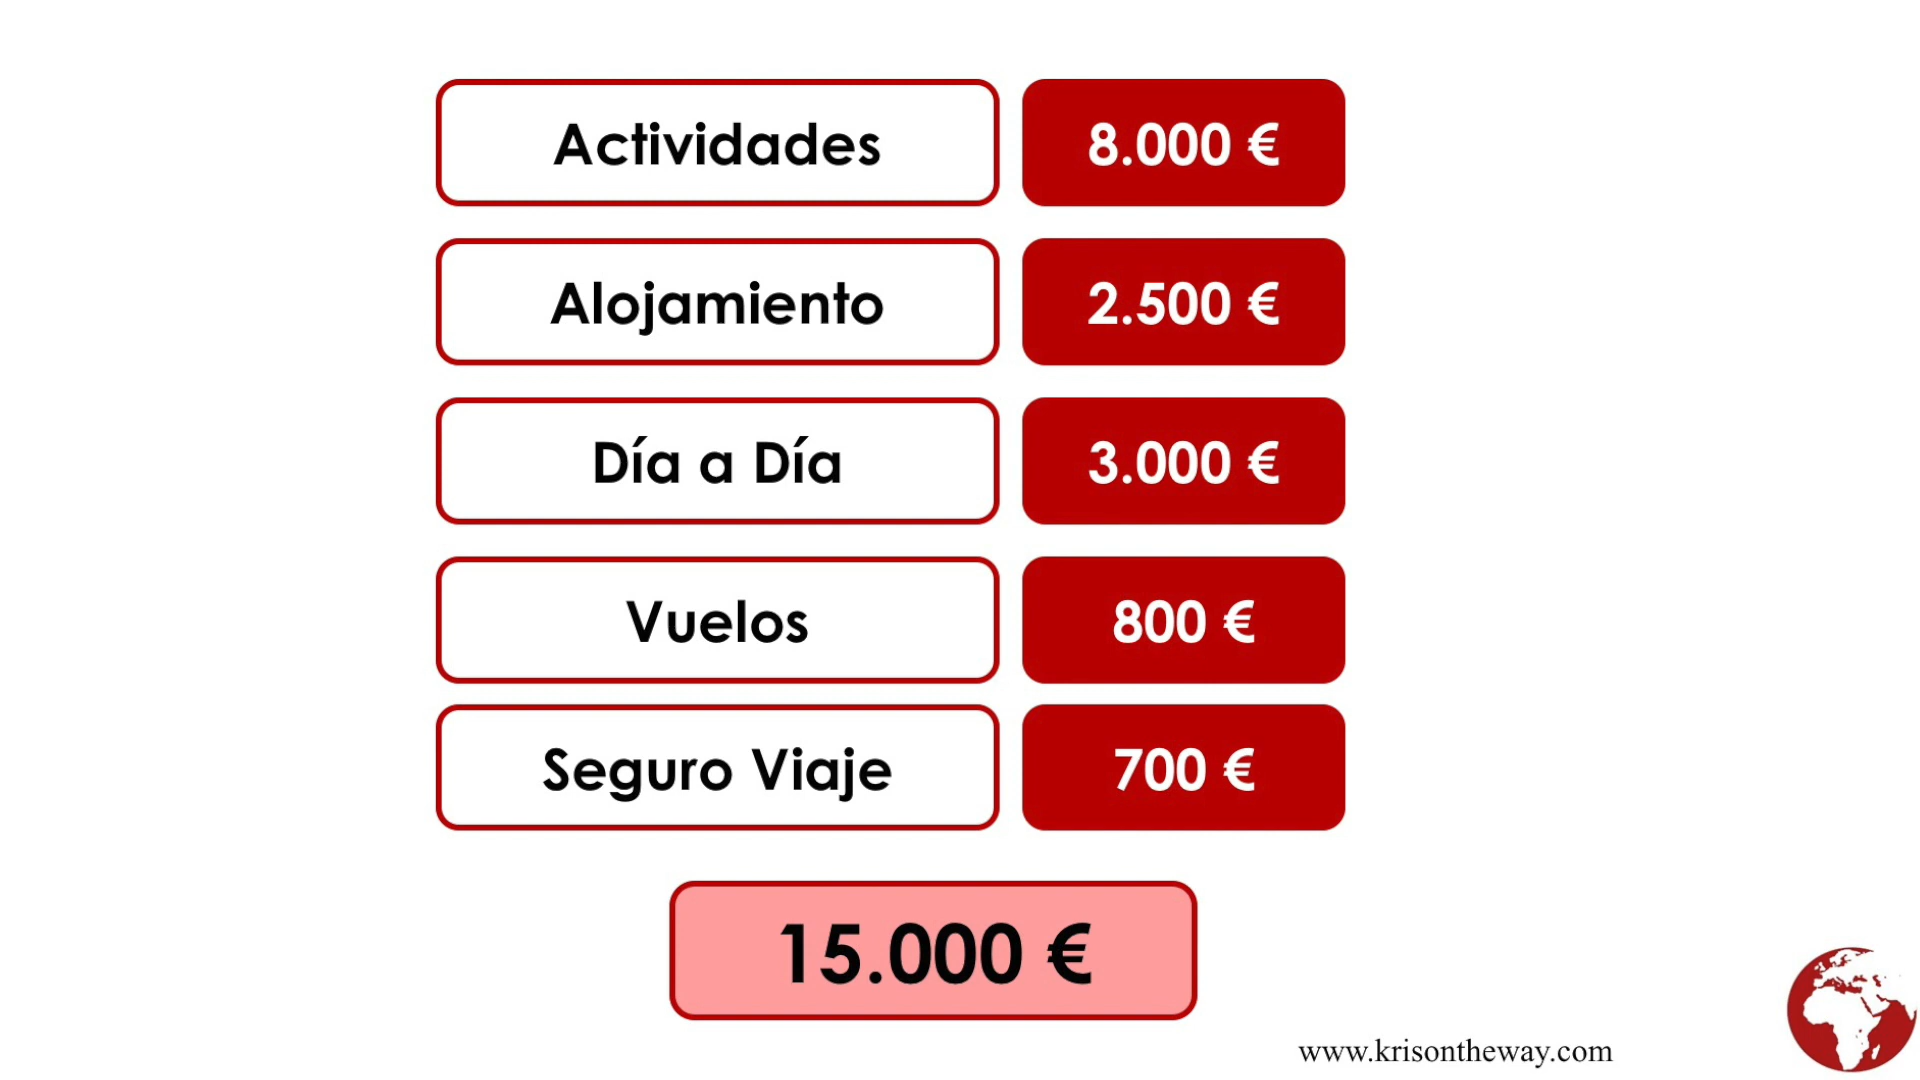 Actividades 8.000 €
Alojamiento 2.500 €
Día a Día 3.000 €
Vuelos 800 €
Seguro Viaje 700 €
15.000 €
www.krisontheway.com